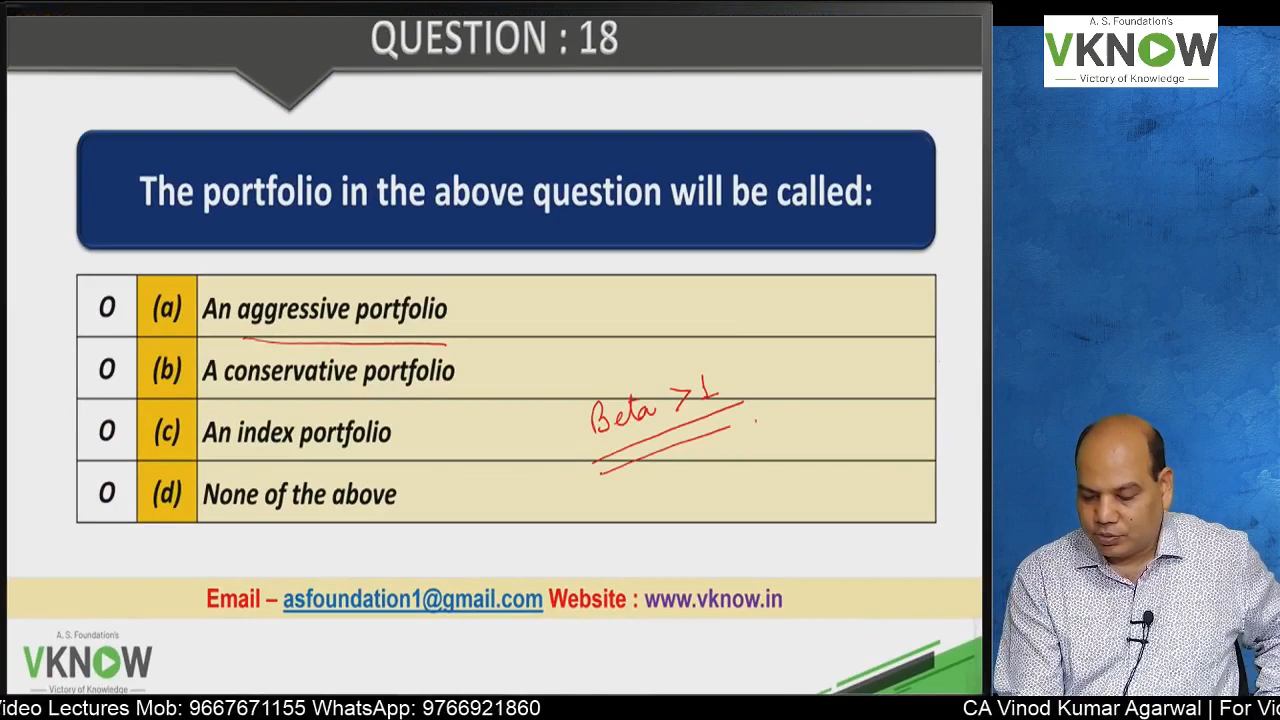 QUESTION : 18
A. S. Foundation's
VKNOW
Victory of Knowledge
The portfolio in the above question will be called:
O (a) An aggressive portfolio
O (b) A conservative portfolio
Beta > 1
O (c) An index portfolio
O (d) None of the above
Email – asfoundation1@gmail.com Website : www.vknow.in
A. S. Foundation's
VKNOW
Victory of Knowledge
Video Lectures Mob: 9667671155 WhatsApp: 9766921860
CA Vinod Kumar Agarwal | For